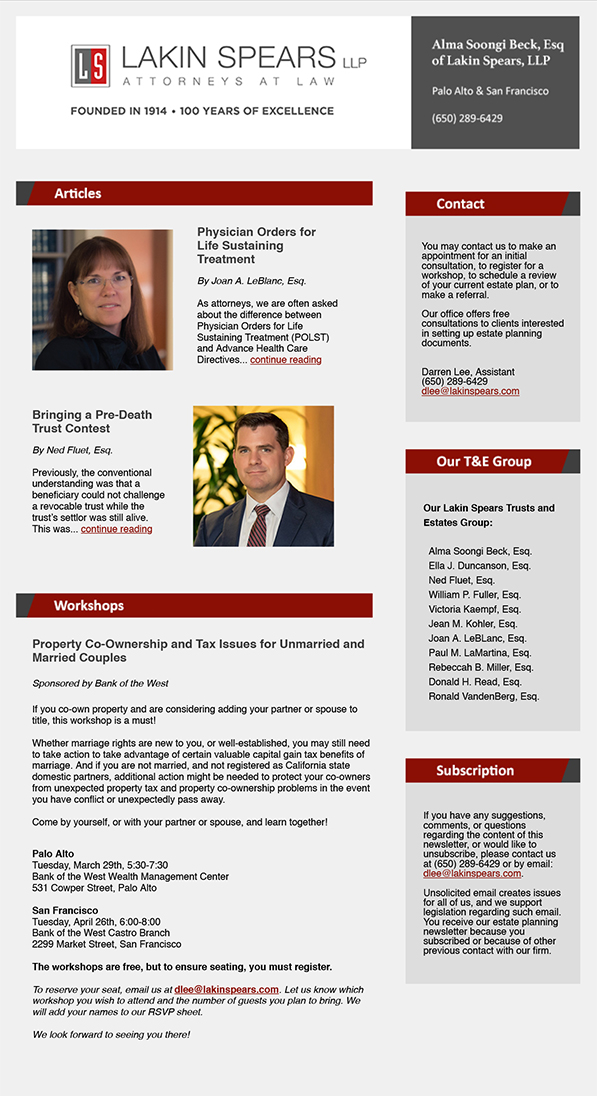 LS LAKIN SPEARS LLP
ATTORNEYS AT LAW
FOUNDED IN 1914 • 100 YEARS OF EXCELLENCE
Alma Soongi Beck, Esq
of Lakin Spears, LLP
Palo Alto & San Francisco
(650) 289-6429
Articles
Physician Orders for
Life Sustaining
Treatment
By Joan A. LeBlanc, Esq.
As attorneys, we are often asked
about the difference between
Physician Orders for Life
Sustaining Treatment (POLST)
and Advance Health Care
Directives... continue reading
Bringing a Pre-Death
Trust Contest
By Ned Fluet, Esq.
Previously, the conventional
understanding was that a
beneficiary could not challenge
a revocable trust while the
trust's settlor was still alive.
This was... continue reading
Workshops
Property Co-Ownership and Tax Issues for Unmarried and
Married Couples
Sponsored by Bank of the West
If you co-own property and are considering adding your partner or spouse to
title, this workshop is a must!
Whether marriage rights are new to you, or well-established, you may still need
to take action to take advantage of certain valuable capital gain tax benefits of
marriage. And if you are not married, and not registered as California state
domestic partners, additional action might be needed to protect your co-owners
from unexpected property tax and property co-ownership problems in the event
you have conflict or unexpectedly pass away.
Come by yourself, or with your partner or spouse, and learn together!
Palo Alto
Tuesday, March 29th, 5:30-7:30
Bank of the West Wealth Management Center
531 Cowper Street, Palo Alto
San Francisco
Tuesday, April 26th, 6:00-8:00
Bank of the West Castro Branch
2299 Market Street, San Francisco
The workshops are free, but to ensure seating, you must register.
To reserve your seat, email us at dlee@lakinspears.com. Let us know which
workshop you wish to attend and the number of guests you plan to bring. We
will add your names to our RSVP sheet.
We look forward to seeing you there!
Contact
You may contact us to make an
appointment for an initial
consultation, to register for a
workshop, to schedule a review
of your current estate plan, or to
make a referral.
Our office offers free
consultations to clients interested
in setting up estate planning
documents.
Darren Lee, Assistant
(650) 289-6429
dlee@lakinspears.com
Our T&E Group
Our Lakin Spears Trusts and
Estates Group:
Alma Soongi Beck, Esq.
Ella J. Duncanson, Esq.
Ned Fluet, Esq.
William P. Fuller, Esq.
Victoria Kaempf, Esq.
Jean M. Kohler, Esq.
Joan A. LeBLanc, Esq.
Paul M. LaMartina, Esq.
Rebeccah B. Miller, Esq.
Donald H. Read, Esq.
Ronald VandenBerg, Esq.
Subscription
If you have any suggestions,
comments, or questions
regarding the content of this
newsletter, or would like to
unsubscribe, please contact us
at (650) 289-6429 or by email:
dlee@lakinspears.com.
Unsolicited email creates issues
for all of us, and we support
legislation regarding such email.
You receive our estate planning
newsletter because you
subscribed or because of other
previous contact with our firm.